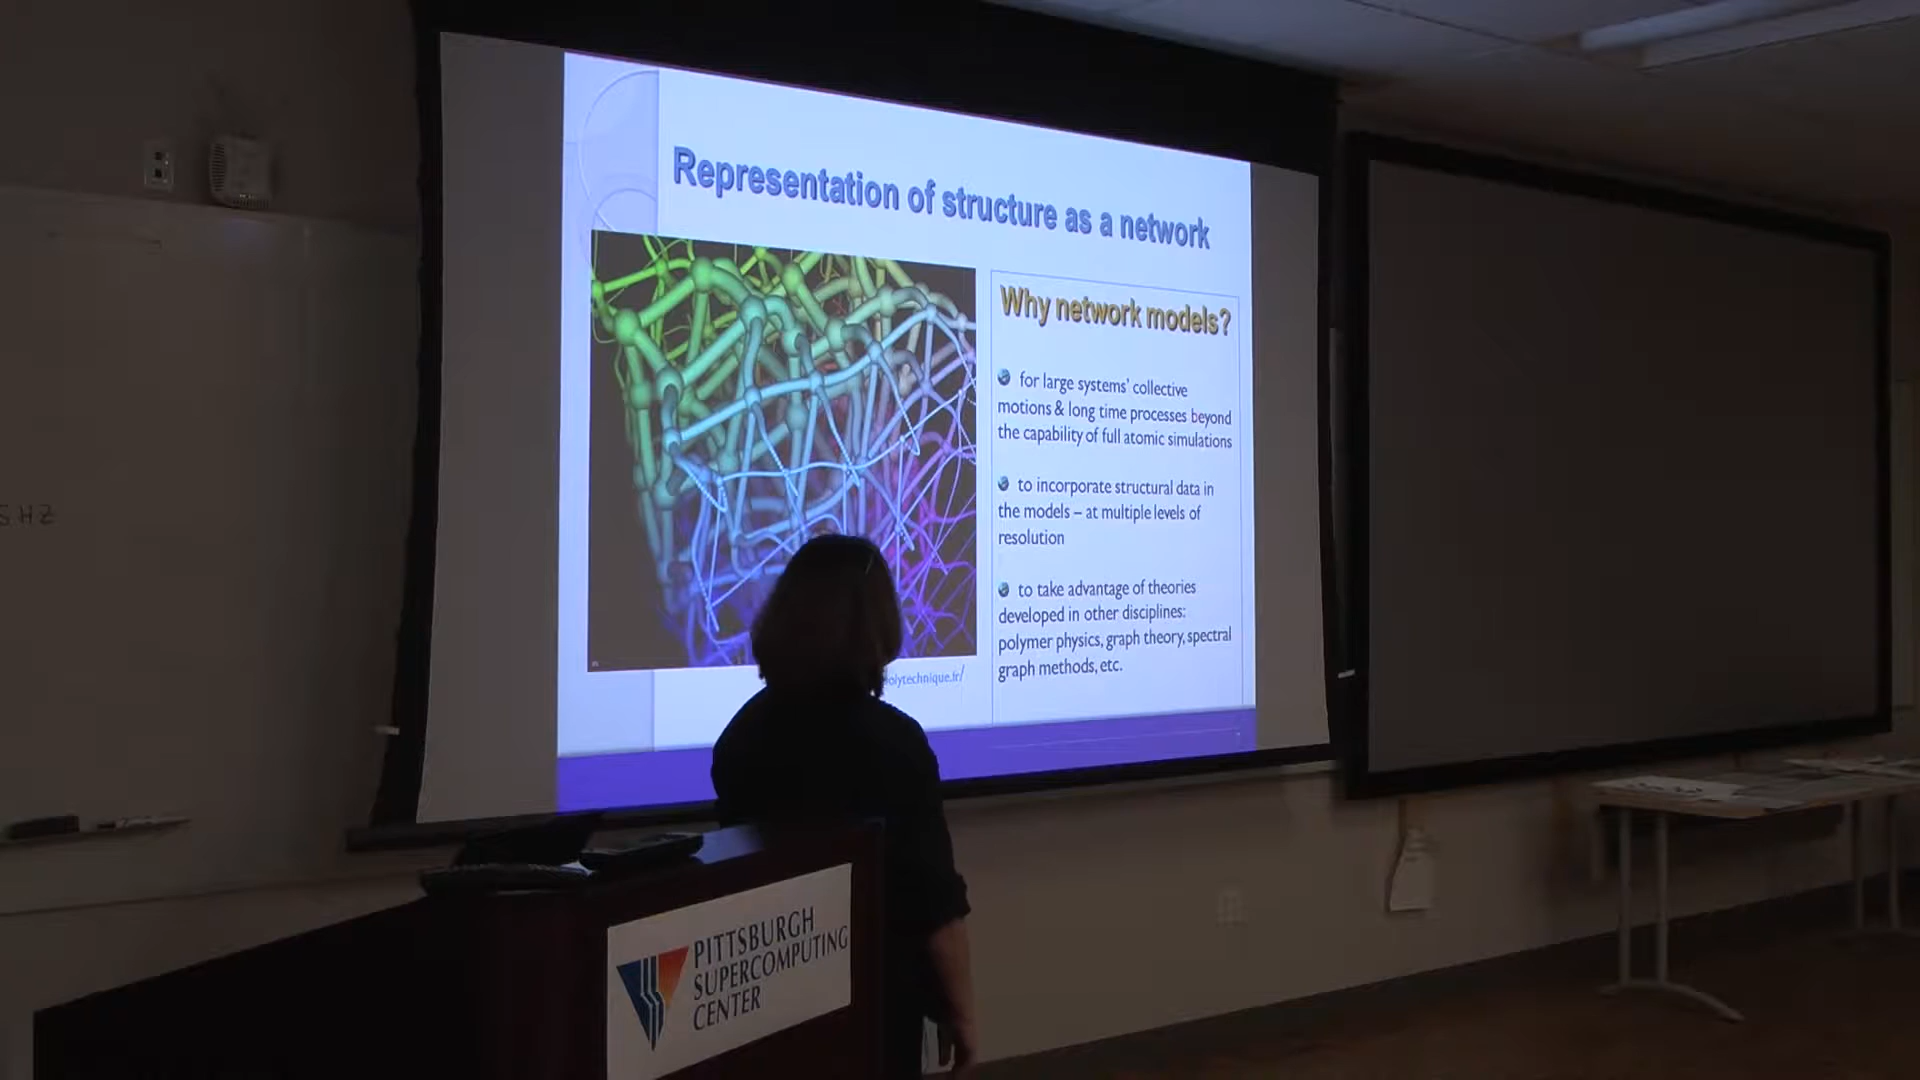 Representation of structure as a network
Why network models?
for large systems' collective
motions & long time processes beyond
the capability of full atomic simulations
to incorporate structural data in
the models – at multiple levels of
resolution
to take advantage of theories
developed in other disciplines:
polymer physics, graph theory, spectral
graph methods, etc.
polytechnique.fr/
SHZ
PITTSBURGH
SUPERCOMPUTING
CENTER